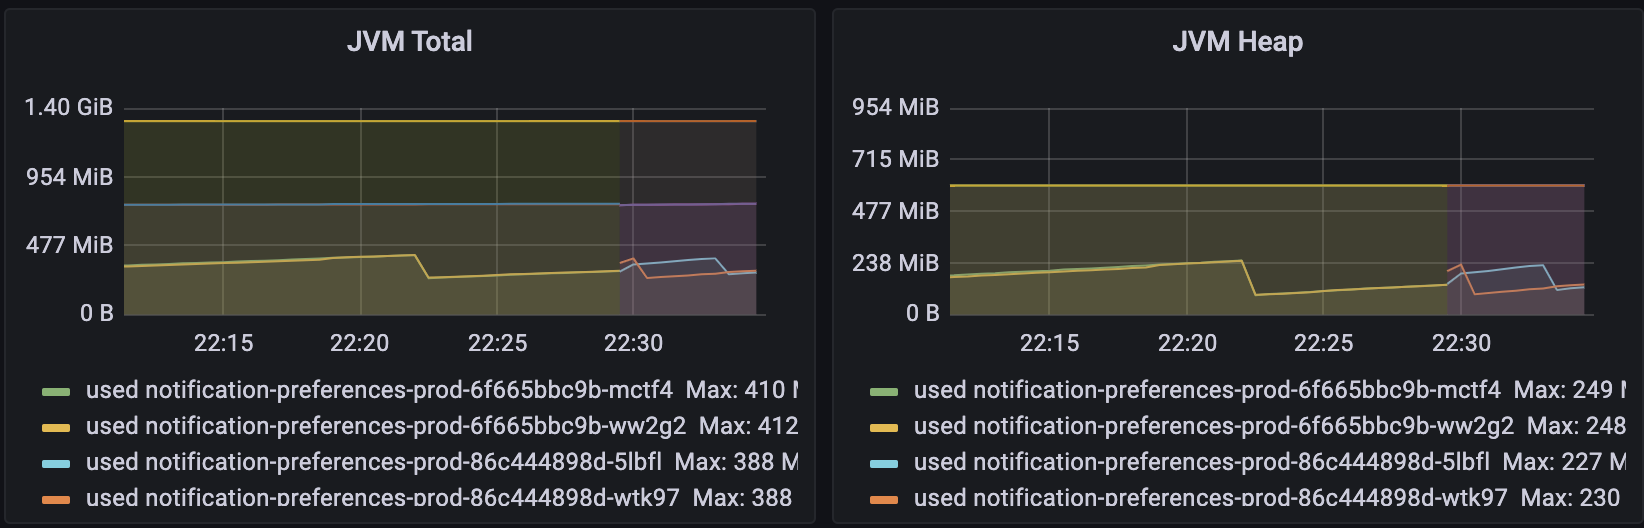 JVM Total
1.40 GiB
954 MiB
477 MiB
0 B
22:15 22:20 22:25 22:30
used notification-preferences-prod-6f665bbc9b-mctf4 Max: 410 M
used notification-preferences-prod-6f665bbc9b-ww2g2 Max: 412
used notification-preferences-prod-86c444898d-5lbfl Max: 388 M
used notification-preferences-prod-86c444898d-wtk97 Max: 388
JVM Heap
954 MiB
715 MiB
477 MiB
238 MiB
0 B
22:15 22:20 22:25 22:30
used notification-preferences-prod-6f665bbc9b-mctf4 Max: 249 M
used notification-preferences-prod-6f665bbc9b-ww2g2 Max: 248
used notification-preferences-prod-86c444898d-5lbfl Max: 227 M
used notification-preferences-prod-86c444898d-wtk97 Max: 230